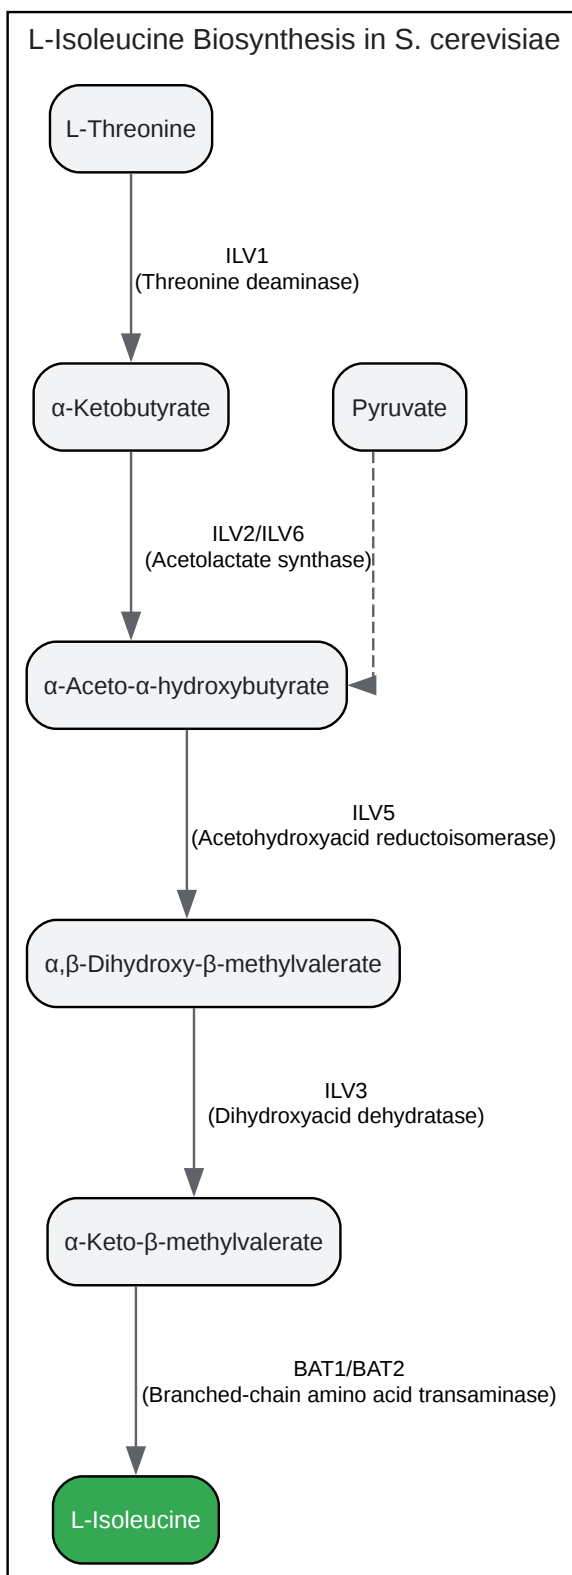 L-Isoleucine Biosynthesis in S. cerevisiae
L-Threonine
ILV1
(Threonine deaminase)
α-Ketobutyrate
Pyruvate
ILV2/ILV6
(Acetolactate synthase)
α-Aceto-α-hydroxybutyrate
ILV5
(Acetohydroxyacid reductoisomerase)
α,β-Dihydroxy-β-methylvalerate
ILV3
(Dihydroxyacid dehydratase)
α-Keto-β-methylvalerate
BAT1/BAT2
(Branched-chain amino acid transaminase)
L-Isoleucine